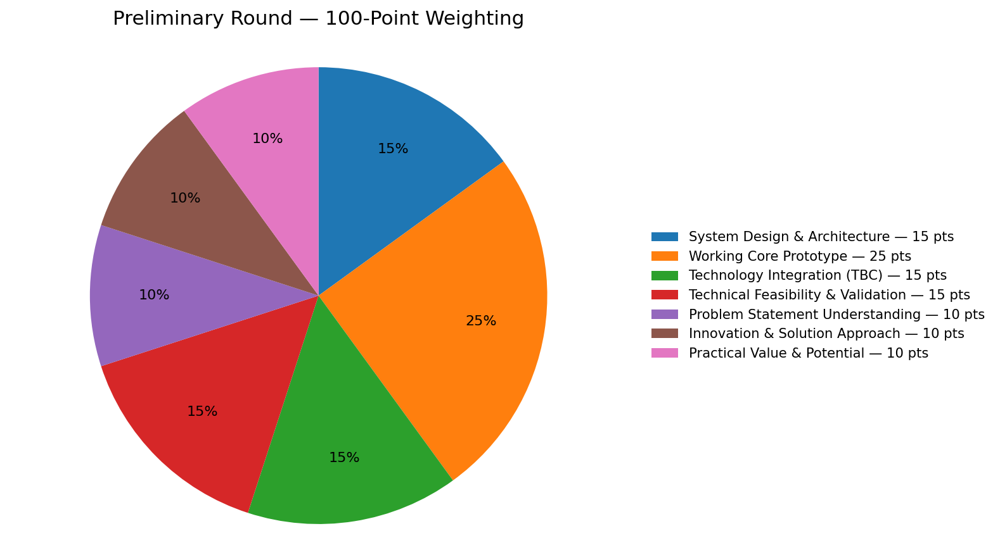 Preliminary Round — 100-Point Weighting
15%
25%
15%
15%
10%
10%
10%
System Design & Architecture — 15 pts
Working Core Prototype — 25 pts
Technology Integration (TBC) — 15 pts
Technical Feasibility & Validation — 15 pts
Problem Statement Understanding — 10 pts
Innovation & Solution Approach — 10 pts
Practical Value & Potential — 10 pts